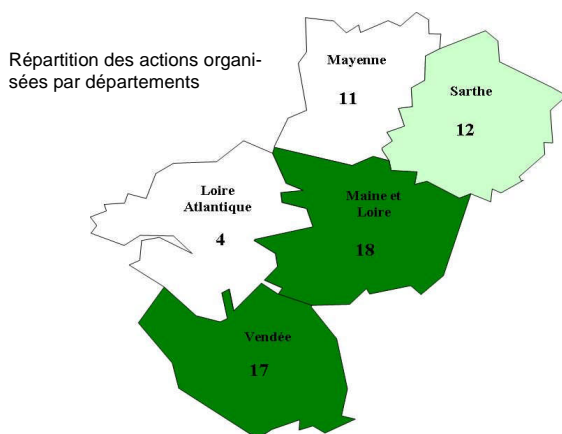 Répartition des actions organi-
sées par départements
Mayenne
11
Sarthe
12
Loire
Atlantique
4
Maine et
Loire
18
Vendée
17